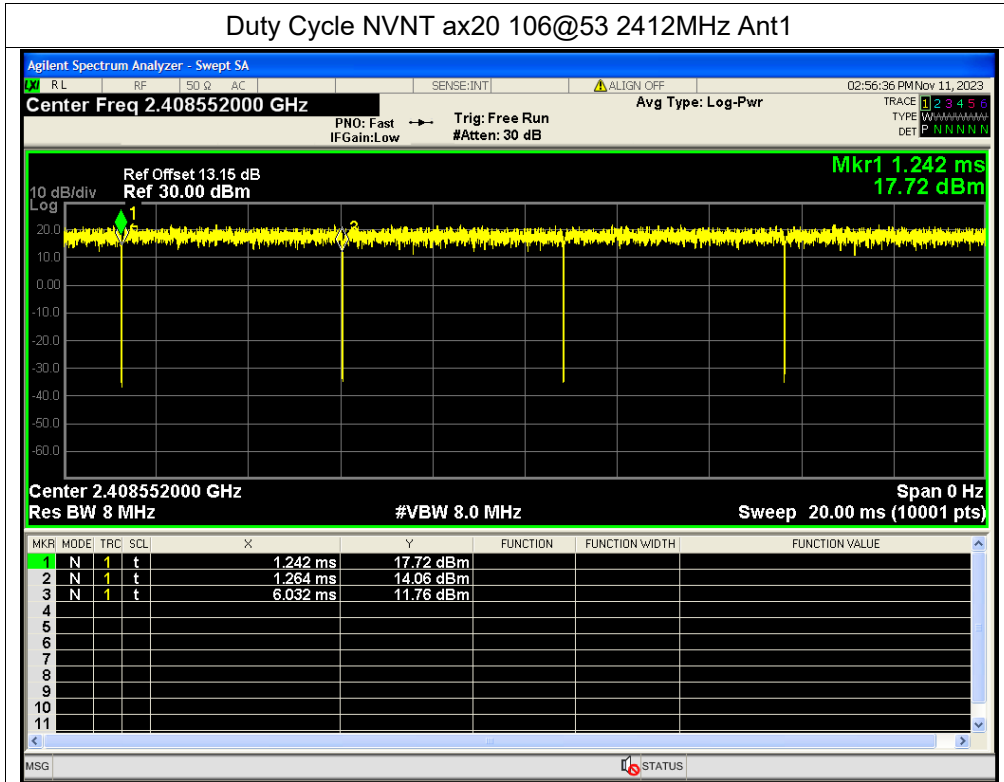 Duty Cycle NVNT ax20 106@53 2412MHz Ant1
Agilent Spectrum Analyzer - Swept SA
LXI RL RF 50 Ω AC SENSE:INT ALIGN OFF 02:56:36 PM Nov 11, 2023
Center Freq 2.408552000 GHz Avg Type: Log-Pwr TRACE 1 2 3 4 5 6
PNO: Fast Trig: Free Run TYPE W
IFGain:Low #Atten: 30 dB DET P N N N N N
Mkr1 1.242 ms
Ref Offset 13.15 dB
10 dB/div Ref 30.00 dBm 17.72 dBm
Log
1
20.0
10.0
0.00
-10.0
-20.0
-30.0
-40.0
-50.0
-60.0
Center 2.408552000 GHz Span 0 Hz
Res BW 8 MHz #VBW 8.0 MHz Sweep 20.00 ms (10001 pts)
MKR MODE TRC SCL X Y FUNCTION FUNCTION WIDTH FUNCTION VALUE
1 N 1 t 1.242 ms 17.72 dBm
2 N 1 t 1.264 ms 14.06 dBm
3 N 1 t 6.032 ms 11.76 dBm
4
5
6
7
8
9
10
11
MSG STATUS